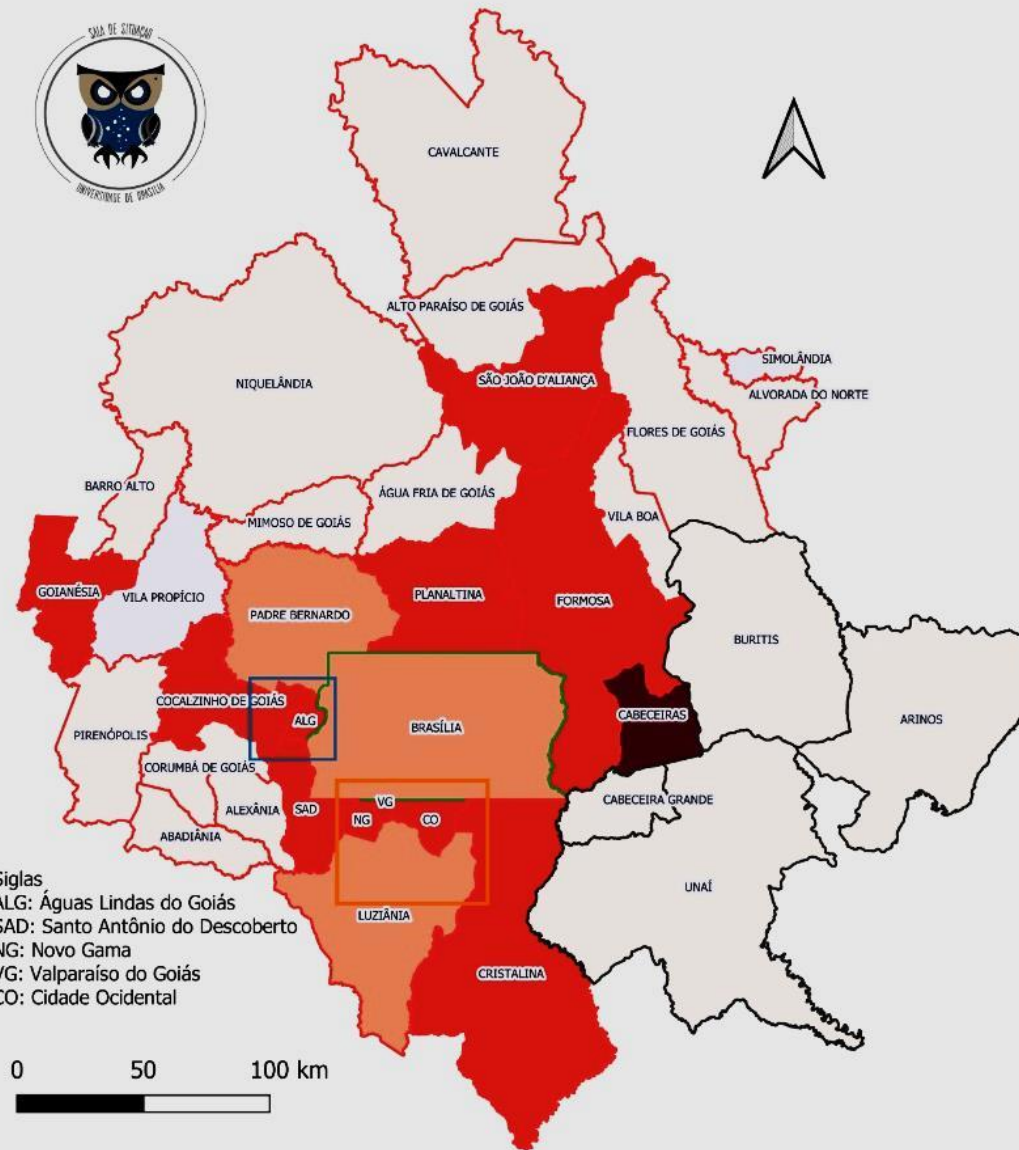 SALA DE SITUAÇÃO
UNIVERSIDADE DE BRASÍLIA
CAVALCANTE
ALTO PARAÍSO DE GOIÁS
SIMOLÂNDIA
NIQUELÂNDIA
SÃO JOÃO D'ALIANÇA
ALVORADA DO NORTE
FLORES DE GOIÁS
BARRO ALTO
ÁGUA FRIA DE GOIÁS
MIMOSO DE GOIÁS
VILA BOA
GOIANÉSIA
VILA PROPÍCIO
PLANALTINA
FORMOSA
PADRE BERNARDO
BURITIS
COCALZINHO DE GOIÁS
ALG
BRASÍLIA
CABECEIRAS
ARINOS
PIRENÓPOLIS
CORUMBÁ DE GOIÁS
ALEXÂNIA
SAD
VG
CABECEIRA GRANDE
NG
CO
ABADIÂNIA
UNAÍ
LUZIÂNIA
CRISTALINA
Siglas
ALG: Águas Lindas do Goiás
SAD: Santo Antônio do Descoberto
NG: Novo Gama
VG: Valparaíso do Goiás
CO: Cidade Ocidental
0 50 100 km